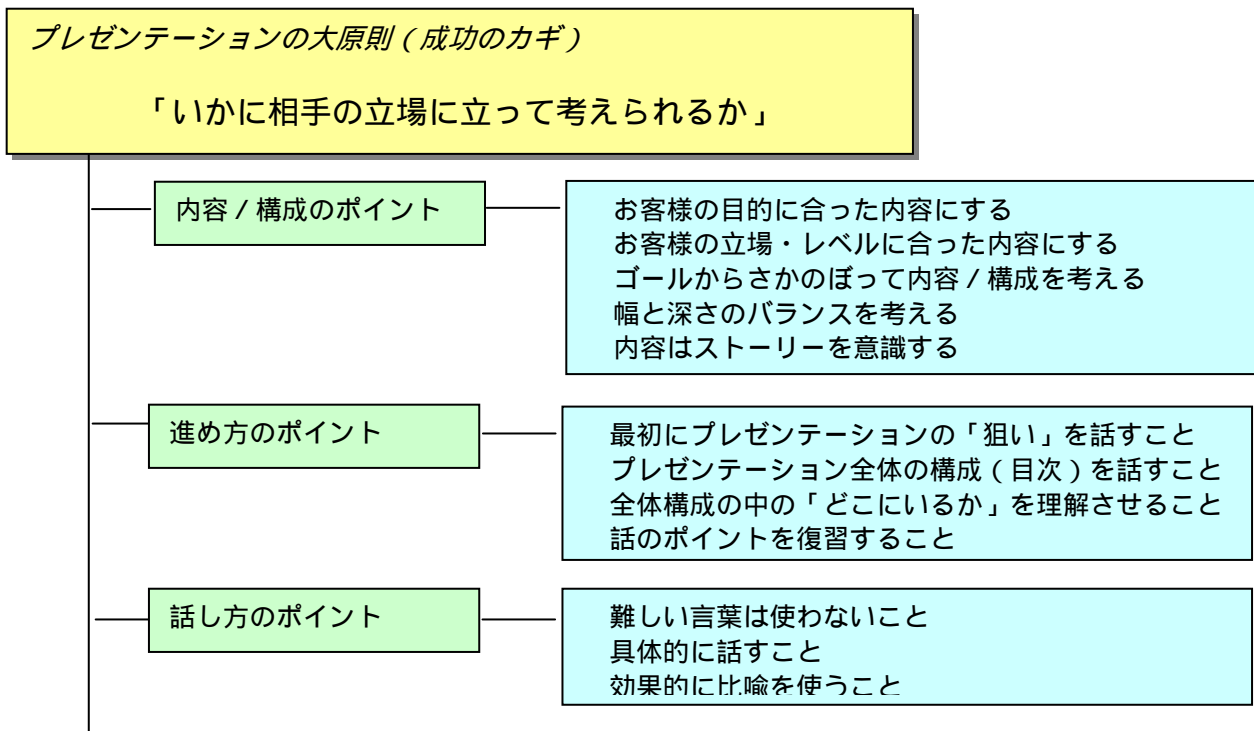 プレゼンテーションの大原則(成功のカギ)
「いかに相手の立場に立って考えられるか」
内容/構成のポイント
お客様の目的に合った内容にする
お客様の立場・レベルに合った内容にする
ゴールからさかのぼって内容/構成を考える
幅と深さのバランスを考える
内容はストーリーを意識する
進め方のポイント
最初にプレゼンテーションの「狙い」を話すこと
プレゼンテーション全体の構成(目次)を話すこと
全体構成の中の「どこにいるか」を理解させること
話のポイントを復習すること
話し方のポイント
難しい言葉は使わないこと
具体的に話すこと
効果的に比喩を使うこと